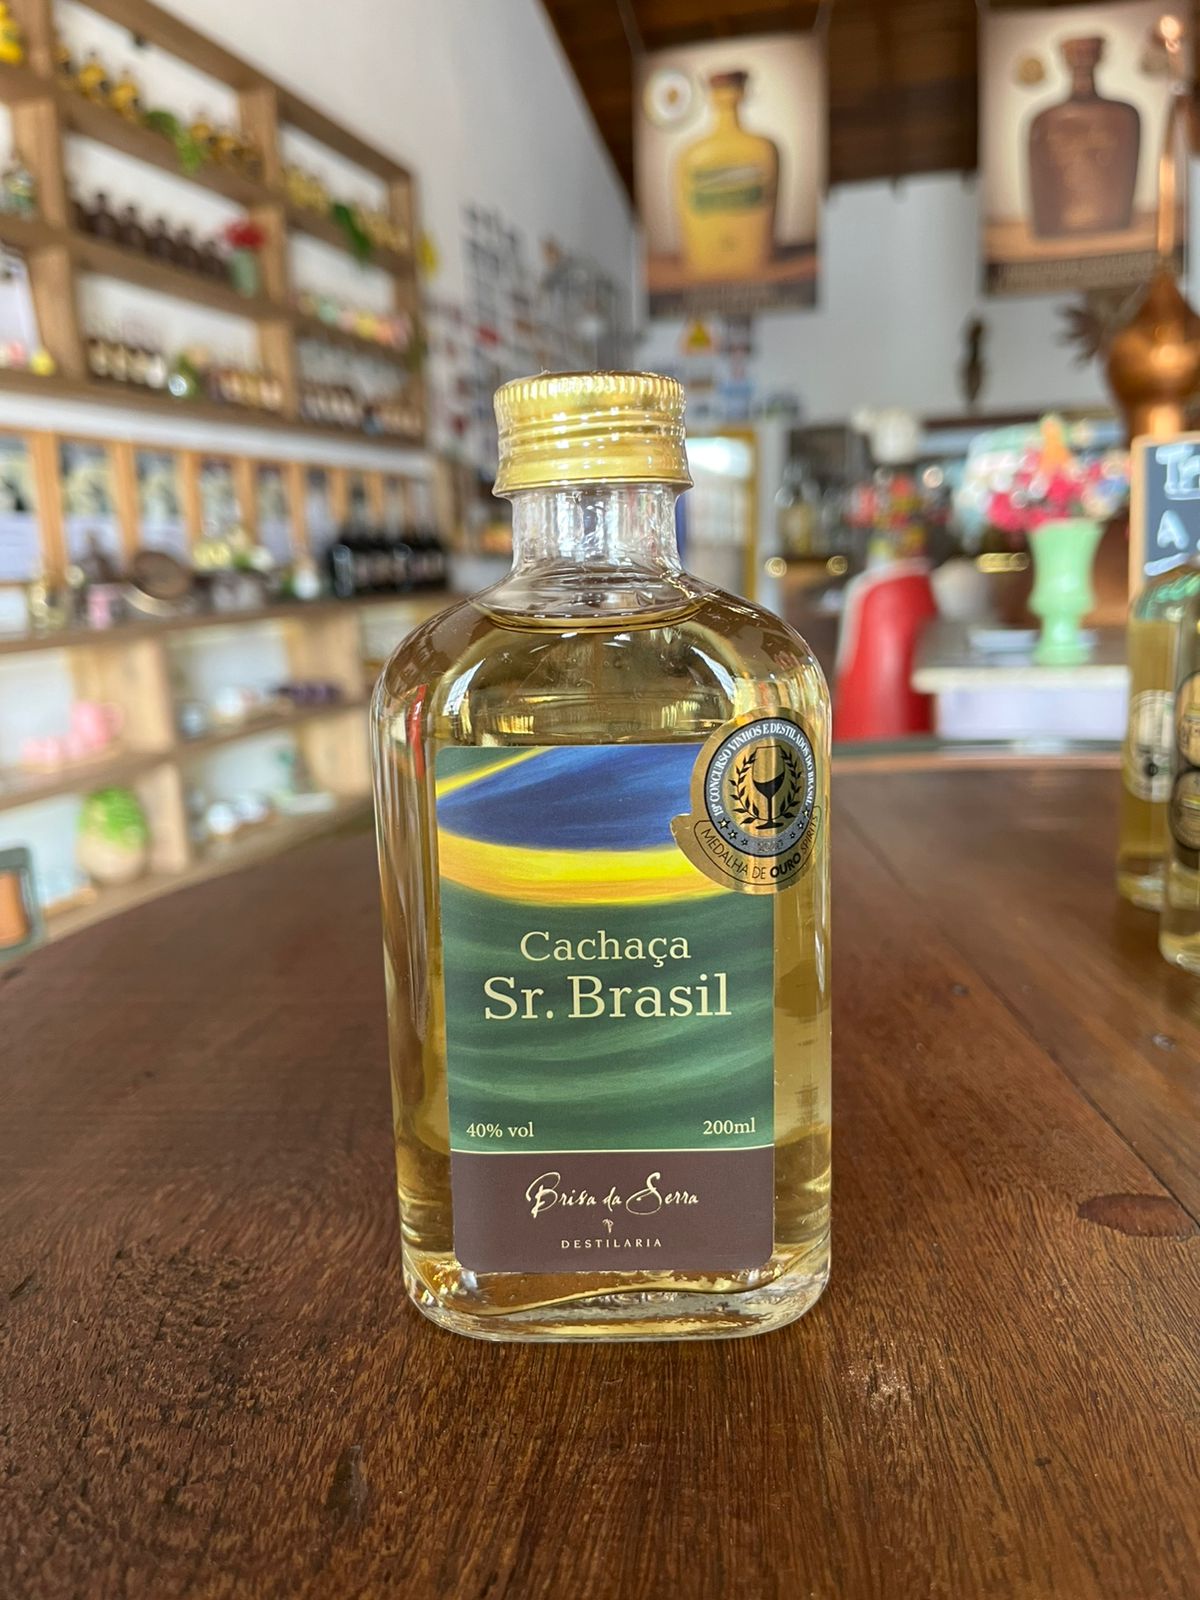 19º CONCURSO VINHOS E DESTILADOS DO BRASIL
MEDALHA DE OURO SPIRITS
Cachaça
Sr. Brasil
40% vol 200ml
Brisa da Serra
DESTILARIA